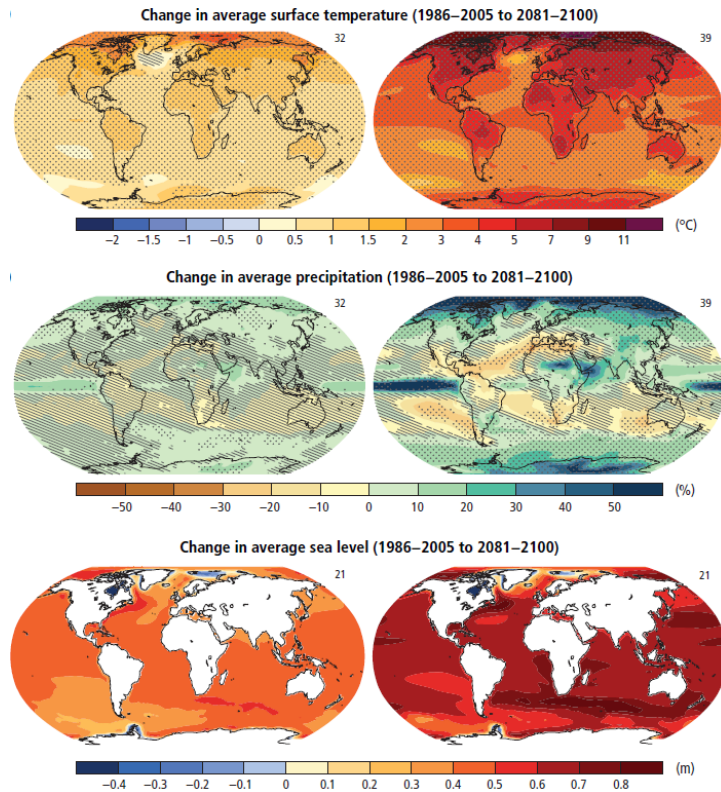 Change in average surface temperature (1986–2005 to 2081–2100)
32
39
−2 −1.5 −1 −0.5 0 0.5 1 1.5 2 3 4 5 7 9 11 (°C)
Change in average precipitation (1986–2005 to 2081–2100)
32
39
−50 −40 −30 −20 −10 0 10 20 30 40 50 (%)
Change in average sea level (1986–2005 to 2081–2100)
21
21
−0.4 −0.3 −0.2 −0.1 0 0.1 0.2 0.3 0.4 0.5 0.6 0.7 0.8 (m)